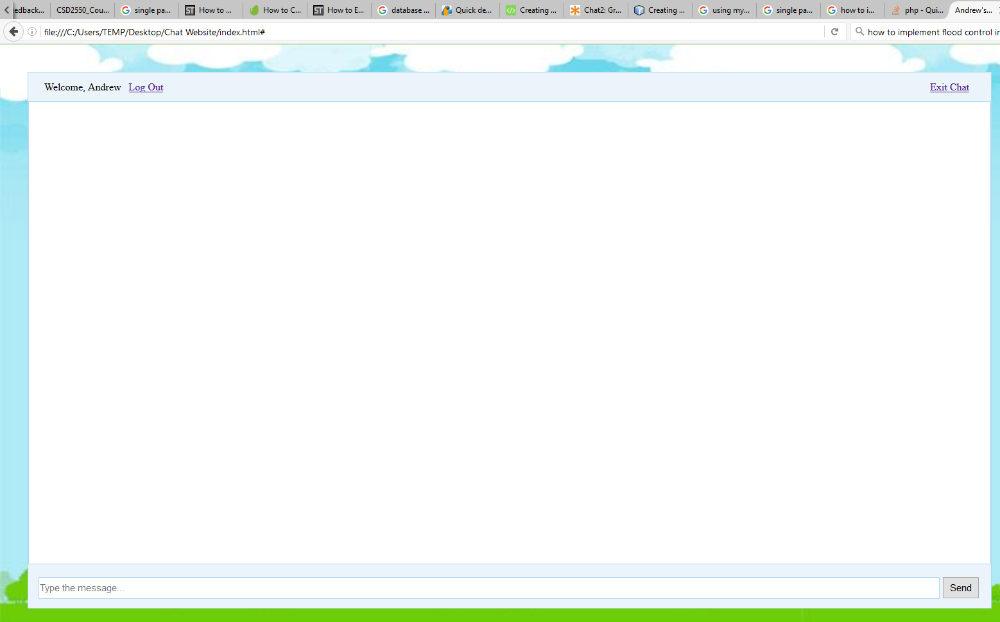 edback... CSD2550_Cou... single pa... How to ... How to C... How to E... database ... Quick de... Creating ... Chat2: Gr... Creating ... using my... single pa... how to i... php - Qui... Andrew's...
file:///C:/Users/TEMP/Desktop/Chat Website/index.html# how to implement flood control in
Welcome, Andrew Log Out Exit Chat
Type the message... Send